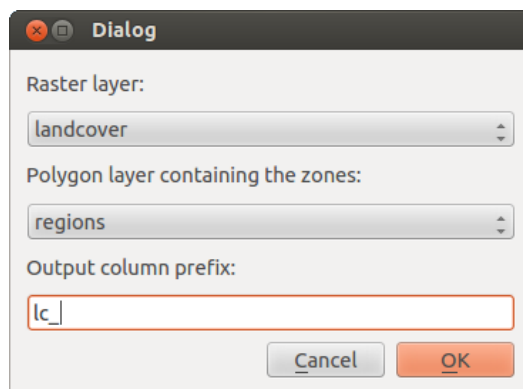 Dialog
Raster layer:
landcover
Polygon layer containing the zones:
regions
Output column prefix:
lc_
Cancel
OK